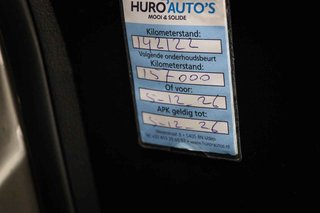 HURO AUTO'S
MOOI & SOLIDE
Kilometerstand:
142122
Volgende onderhoudsbeurt
Kilometerstand:
157000
Of voor:
5-12-26
APK geldig tot:
5-12-26